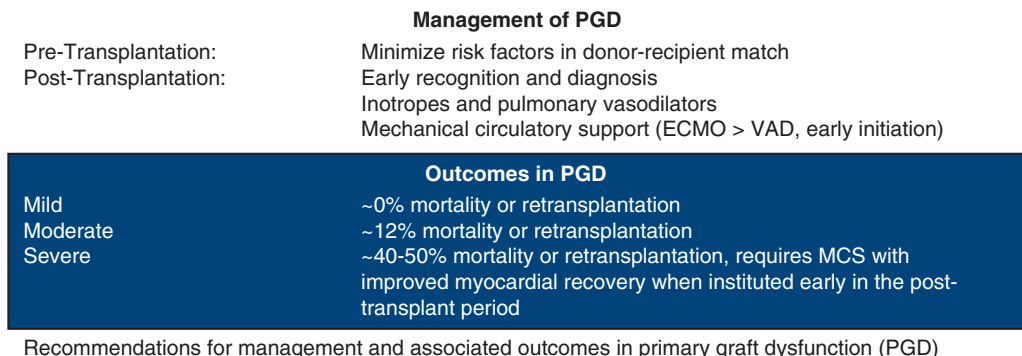 Management of PGD
Pre-Transplantation: Minimize risk factors in donor-recipient match
Post-Transplantation: Early recognition and diagnosis
Inotropes and pulmonary vasodilators
Mechanical circulatory support (ECMO > VAD, early initiation)
Outcomes in PGD
Mild ~0% mortality or retransplantation
Moderate ~12% mortality or retransplantation
Severe ~40-50% mortality or retransplantation, requires MCS with
improved myocardial recovery when instituted early in the post-
transplant period
Recommendations for management and associated outcomes in primary graft dysfunction (PGD)